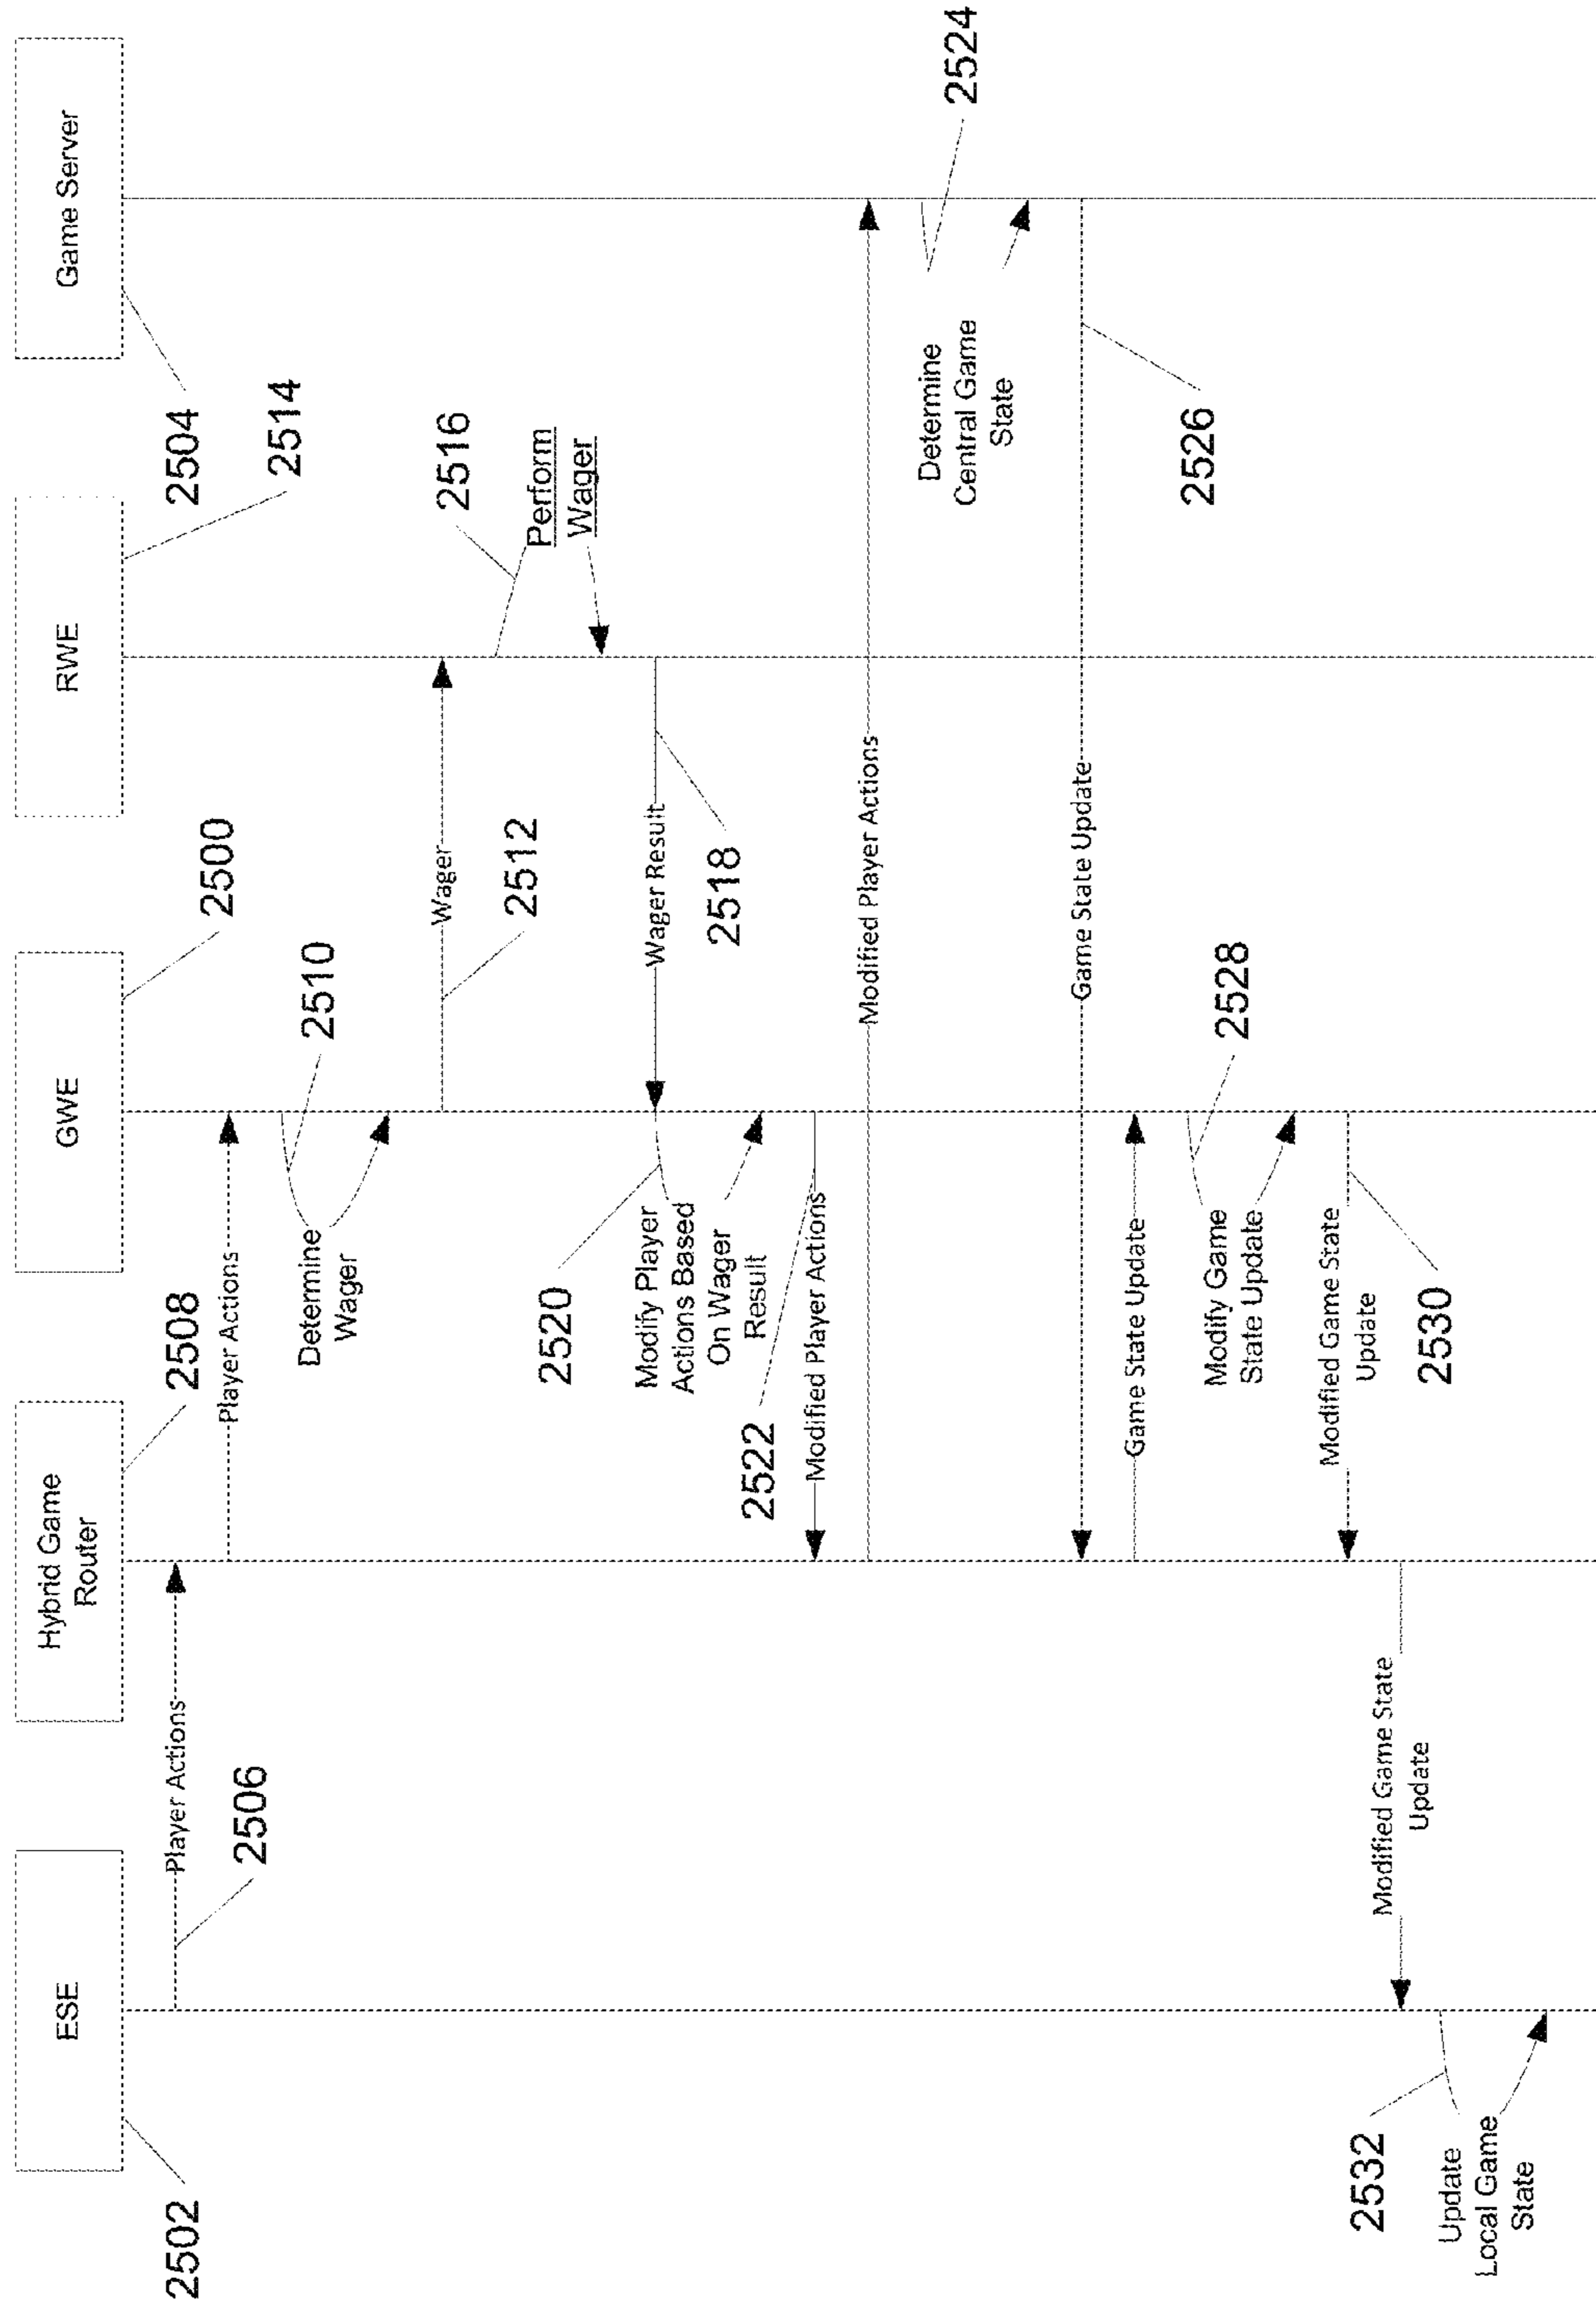 ESE
Hybrid Game
Router
GWE
RWE
Game Server
2502
2508
2500
2514
2504
Player Actions
2506
Player Actions
Determine
Wager
2510
Wager
2512
2516
Perform
Wager
Wager Result
2518
2520
Modify Player
Actions Based
On Wager
Result
2522
Modified Player Actions
Modified Player Actions
2524
Determine
Central Game
State
Game State Update
2526
Game State Update
2528
Modify Game
State Update
Modified Game State
Update
2530
Modified Game State
Update
2532
Update
Local Game
State